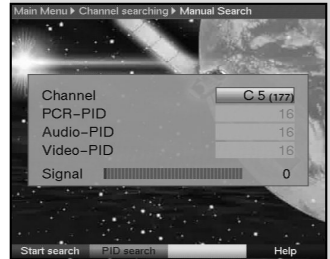 Main Menu ▸ Channel searching ▸ Manual Search
Channel C 5 (177)
PCR-PID 16
Audio-PID 16
Video-PID 16
Signal 0
Start search PID search Help